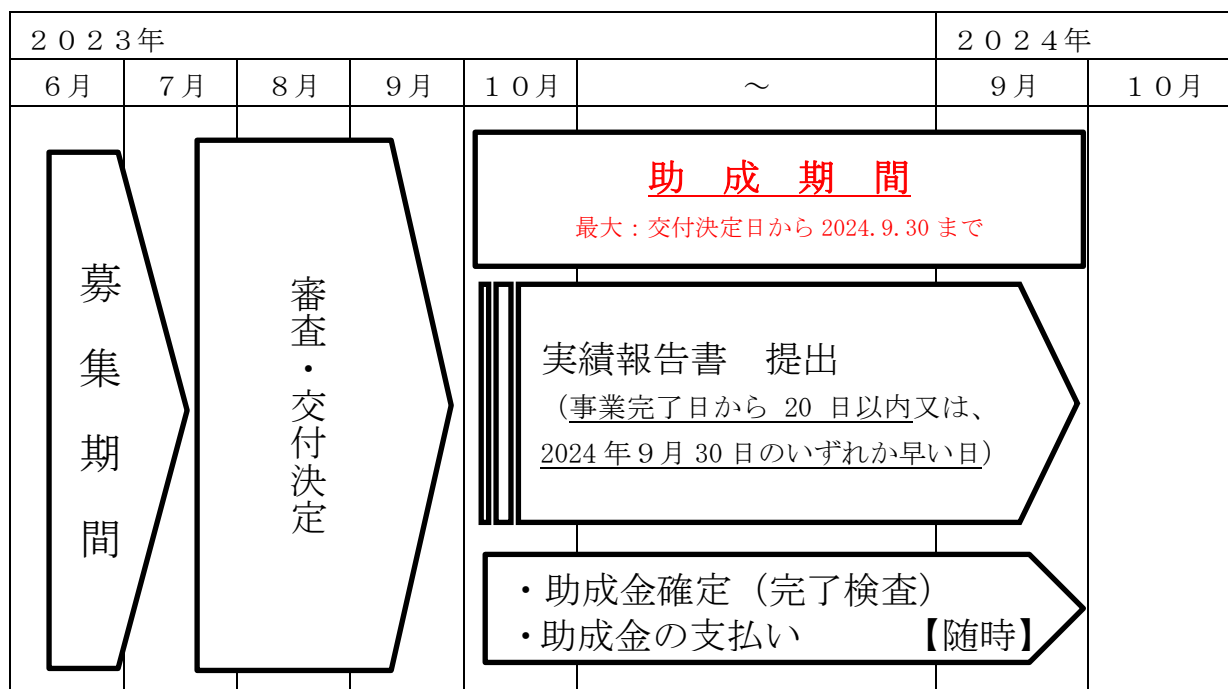 ２０２３年
２０２４年
６月
７月
８月
９月
１０月
～
９月
１０月
募集期間
審査・交付決定
助　成　期　間
最大：交付決定日から 2024.9.30 まで
実績報告書　提出
（事業完了日から 20 日以内又は、
2024 年９月 30 日のいずれか早い日）
・助成金確定（完了検査）
・助成金の支払い　　　【随時】